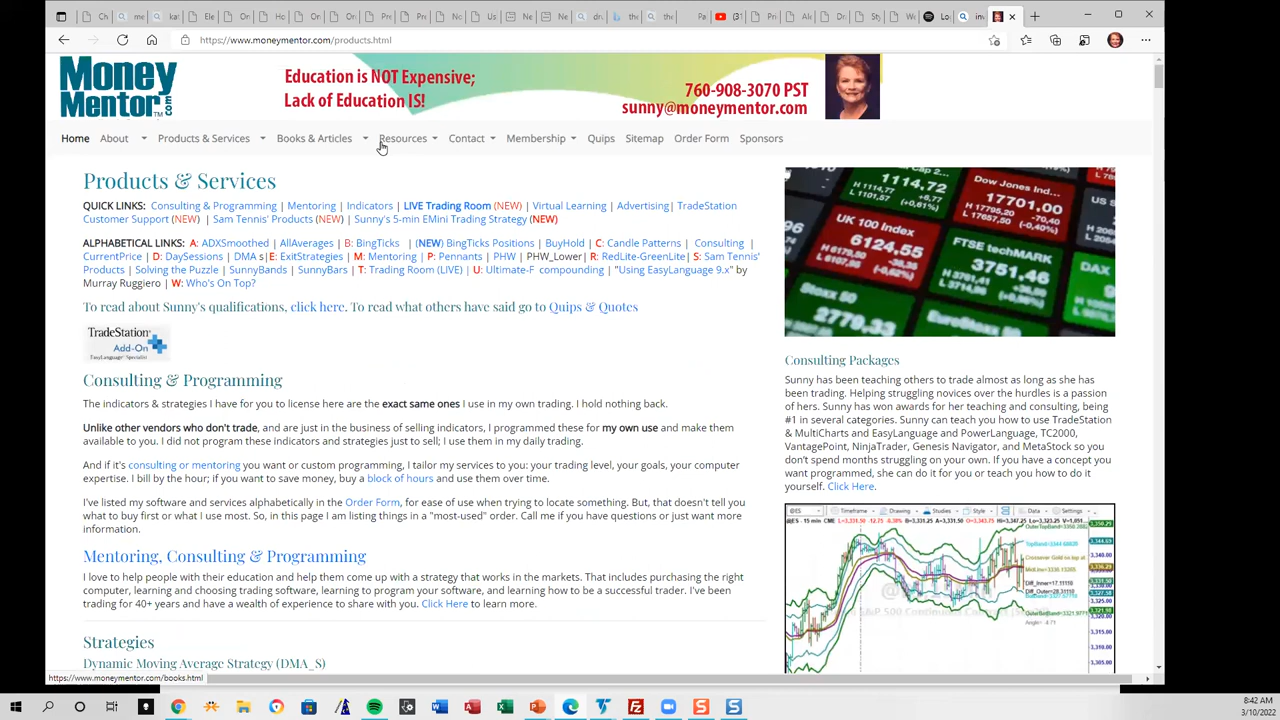 https://www.moneymentor.com/products.html
Money
Mentor.com
Education is NOT Expensive;
Lack of Education IS!
760-908-3070 PST
sunny@moneymentor.com
Home About Products & Services Books & Articles Resources Contact Membership Quips Sitemap Order Form Sponsors
Products & Services
QUICK LINKS: Consulting & Programming | Mentoring | Indicators | LIVE Trading Room (NEW) | Virtual Learning | Advertising| TradeStation
Customer Support (NEW) | Sam Tennis' Products (NEW) | Sunny's 5-min EMini Trading Strategy (NEW)
ALPHABETICAL LINKS: A: ADXSmoothed | AllAverages | B: BingTicks | (NEW) BingTicks Positions | BuyHold | C: Candle Patterns | Consulting |
CurrentPrice | D: DaySessions | DMA s|E: ExitStrategies | M: Mentoring | P: Pennants | PHW | PHW_Lower| R: RedLite-GreenLite| S: Sam Tennis'
Products | Solving the Puzzle | SunnyBands | SunnyBars | T: Trading Room (LIVE) | U: Ultimate-F compounding | "Using EasyLanguage 9.x" by
Murray Ruggiero | W: Who's On Top?
To read about Sunny's qualifications, click here. To read what others have said go to Quips & Quotes
TradeStation
Add-On
EasyLanguage Specialist
Consulting & Programming
The indicators & strategies I have for you to license here are the exact same ones I use in my own trading. I hold nothing back.
Unlike other vendors who don't trade, and are just in the business of selling indicators, I programmed these for my own use and make them
available to you. I did not program these indicators and strategies just to sell; I use them in my daily trading.
And if it's consulting or mentoring you want or custom programming, I tailor my services to you: your trading level, your goals, your computer
expertise. I bill by the hour; if you want to save money, buy a block of hours and use them over time.
I've listed my software and services alphabetically in the Order Form, for ease of use when trying to locate something. But, that doesn't tell you
what to buy first or what I use most. So, in this page I am listing things in a "most-used" order. Call me if you have questions or just want more
information.
Mentoring, Consulting & Programming
I love to help people with their education and help them come up with a strategy that works in the markets. That includes purchasing the right
computer, learning and choosing trading software, learning to program your software, and learning how to be a successful trader. I've been
trading for 40+ years and have a wealth of experience to share with you. Click Here to learn more.
Strategies
Dynamic Moving Average Strategy (DMA_S)
1114.72
Dow Jones Ind...
17701.00
UK 100 Index
6124.55
FTSE techMARK
3751.46
2770.33
Consulting Packages
Sunny has been teaching others to trade almost as long as she has
been trading. Helping struggling novices over the hurdles is a passion
of hers. Sunny has won awards for her teaching and consulting, being
#1 in several categories. Sunny can teach you how to use TradeStation
& MultiCharts and EasyLanguage and PowerLanguage, TC2000,
VantagePoint, NinjaTrader, Genesis Navigator, and MetaStock so you
don't spend months struggling on your own. If you have a concept you
want programmed, she can do it for you or teach you how to do it
yourself. Click Here.
@ES Timeframe Drawing Studies Style Data Settings
https://www.moneymentor.com/books.html
8:42 AM
3/10/2022